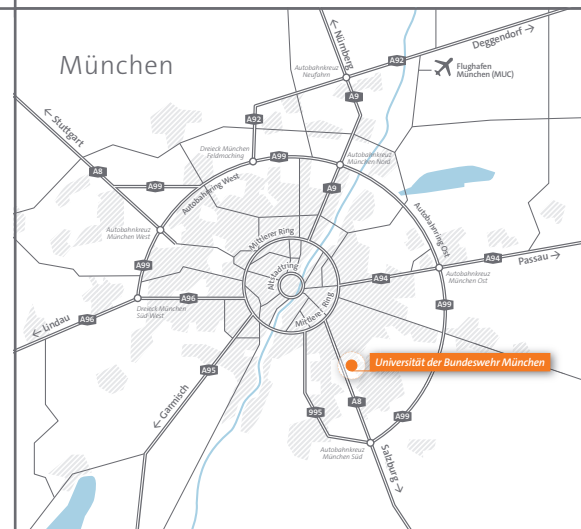 München
← Nürnberg
Deggendorf →
A92
Flughafen
München (MUC)
Autobahnkreuz
Neufahrn
A9
← Stuttgart
A92
Dreieck München
Feldmoching
A99
Autobahnkreuz
München Nord
A8
A99
Autobahnring West
A9
Autobahnring Ost
Autobahnkreuz
München West
Mittlerer Ring
A94
Passau →
A99
Altstadtring
A94
Autobahnkreuz
München Ost
A96
Mittlerer Ring
A99
Dreieck München
Süd-West
A96
← Lindau
Universität der Bundeswehr München
A95
A8
← Garmisch
995
A99
Autobahnkreuz
München Süd
Salzburg →